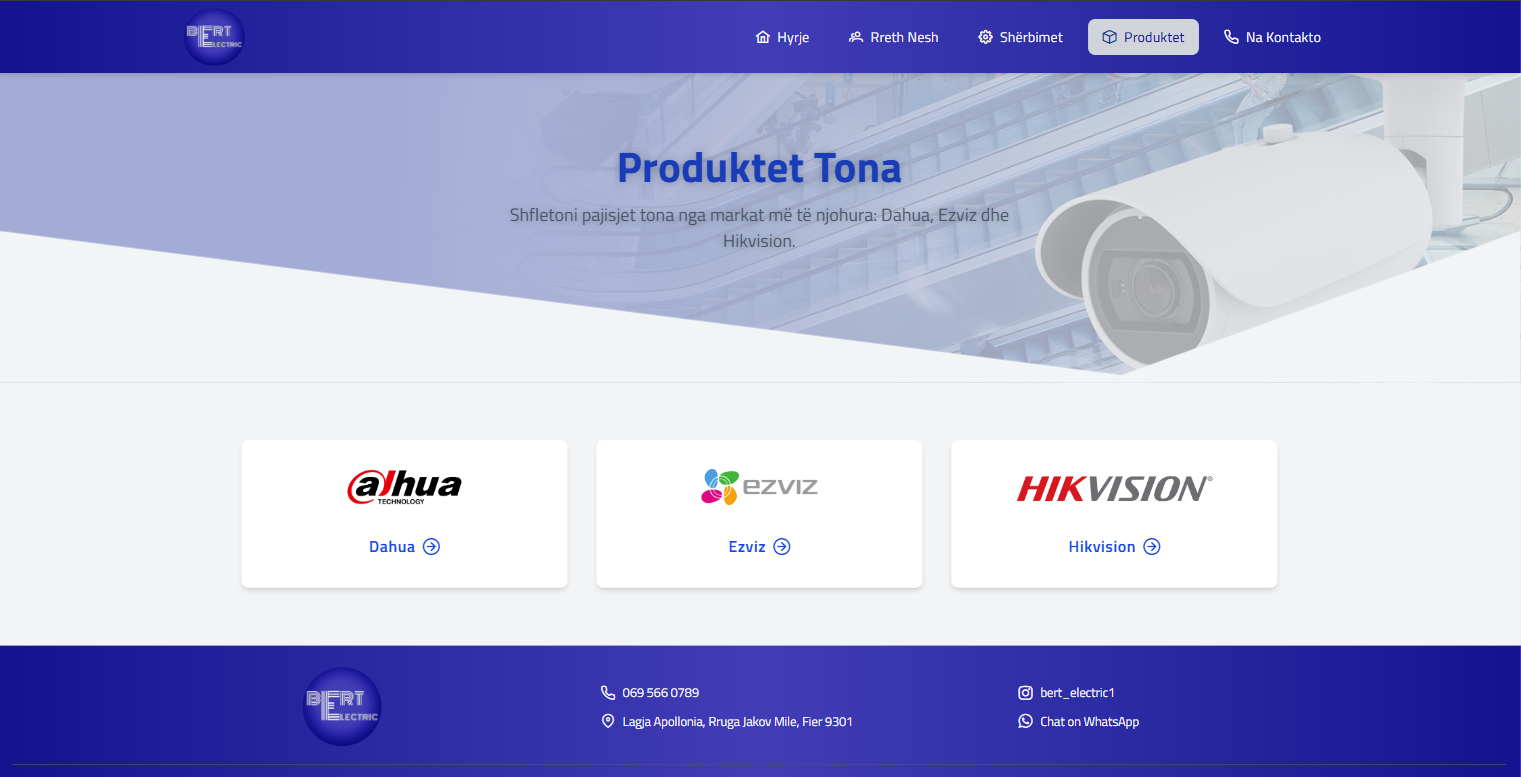 BERT
ELECTRIC
Hyrje
Rreth Nesh
Shërbimet
Produktet
Na Kontakto
Produktet Tona
Shfletoni pajisjet tona nga markat më të njohura: Dahua, Ezviz dhe
Hikvision.
alhua
TECHNOLOGY
Dahua
ezviz
Ezviz
HIKVISION®
Hikvision
BERT
ELECTRIC
069 566 0789
Lagja Apollonia, Rruga Jakov Mile, Fier 9301
bert_electric1
Chat on WhatsApp